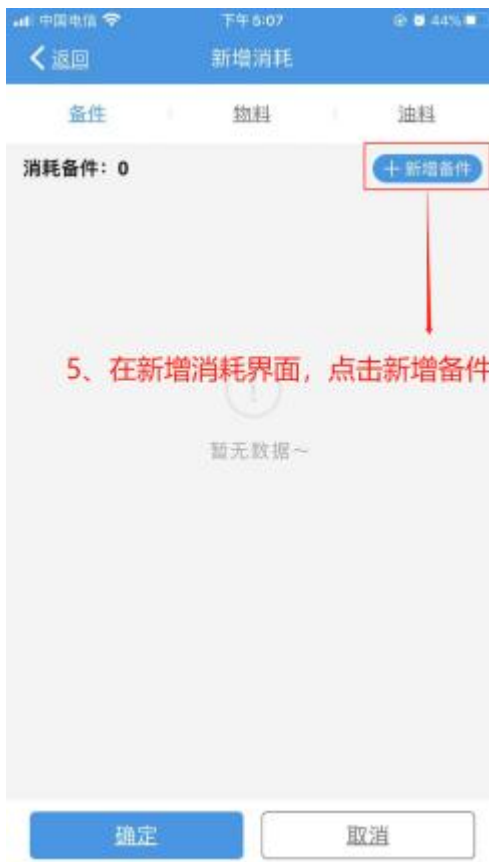 中国电信 下午5:07 44%
返回 新增消耗
备件 物料 油料
消耗备件：0 + 新增备件
5、在新增消耗界面，点击新增备件
暂无数据～
确定 取消